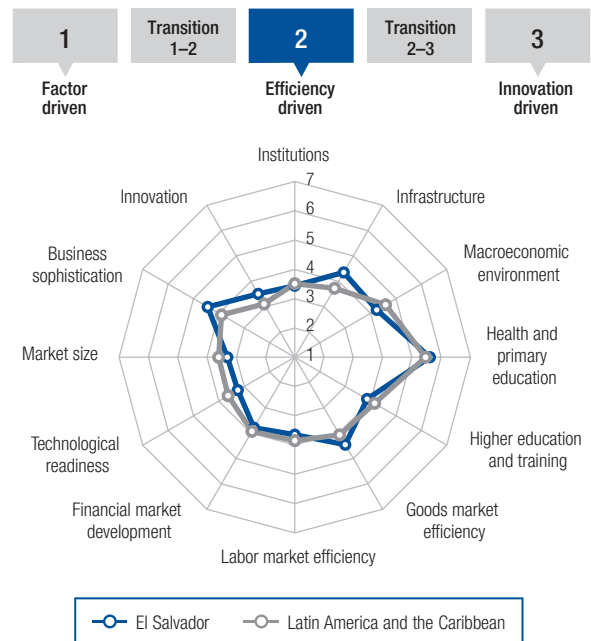 1
Transition
1–2
2
Transition
2–3
3
Factor
driven
Efficiency
driven
Innovation
driven
Institutions
Innovation
7
Infrastructure
6
Business
sophistication
5
Macroeconomic
environment
4
3
2
Market size
1
Health and
primary
education
Technological
readiness
Higher education
and training
Financial market
development
Goods market
efficiency
Labor market efficiency
El Salvador
Latin America and the Caribbean